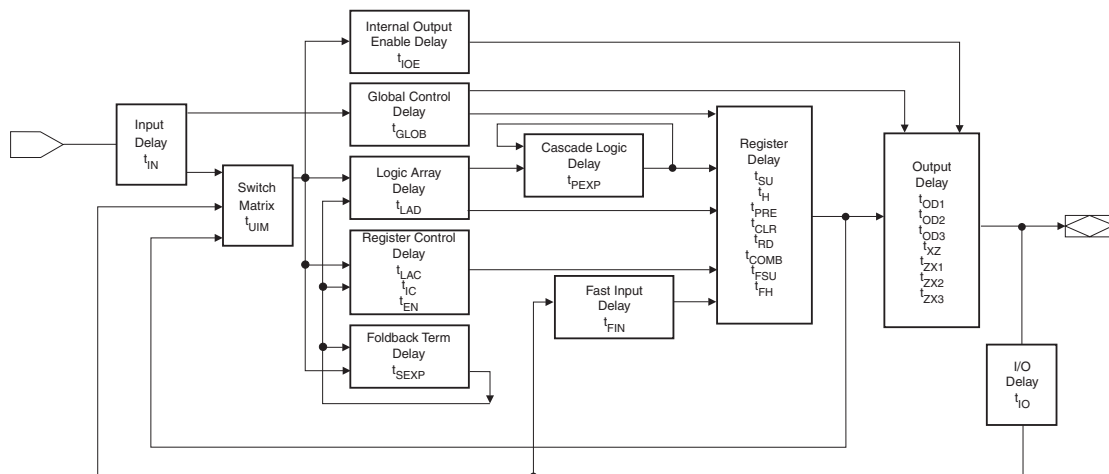 Internal Output
Enable Delay
tIOE
Global Control
Delay
tGLOB
Input
Delay
tIN
Switch
Matrix
tUIM
Logic Array
Delay
tLAD
Cascade Logic
Delay
tPEXP
Register Control
Delay
tLAC
tIC
tEN
Fast Input
Delay
tFIN
Foldback Term
Delay
tSEXP
Register
Delay
tSU
tH
tPRE
tCLR
tRD
tCOMB
tFSU
tFH
Output
Delay
tOD1
tOD2
tOD3
tXZ
tZX1
tZX2
tZX3
I/O
Delay
tIO